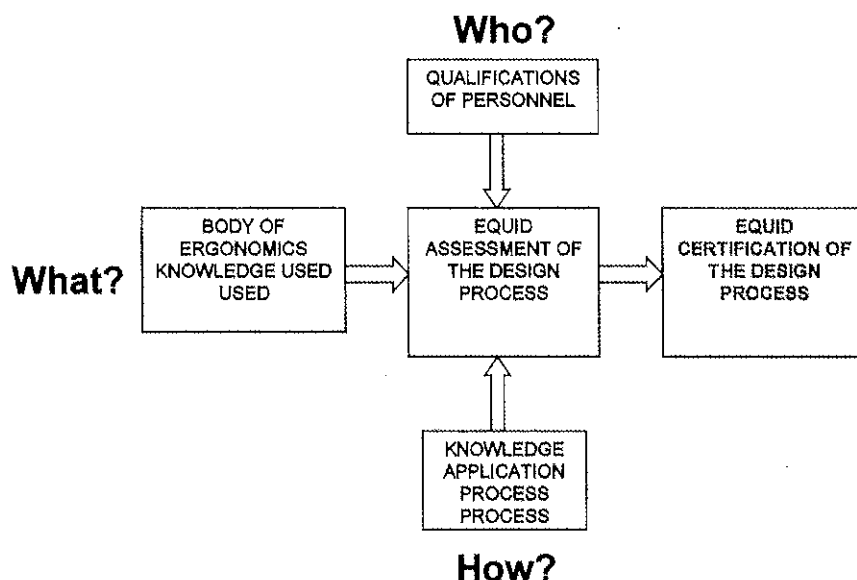 Who?
QUALIFICATIONS
OF PERSONNEL
What?
BODY OF
ERGONOMICS
KNOWLEDGE USED
USED
EQUID
ASSESSMENT OF
THE DESIGN
PROCESS
EQUID
CERTIFICATION OF
THE DESIGN
PROCESS
KNOWLEDGE
APPLICATION
PROCESS
PROCESS
How?